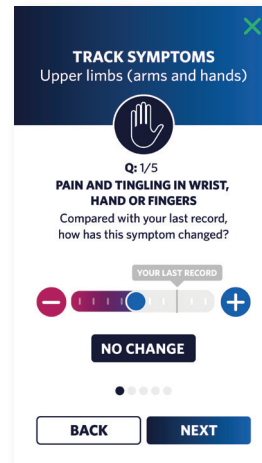 TRACK SYMPTOMS
Upper limbs (arms and hands)
Q: 1/5
PAIN AND TINGLING IN WRIST,
HAND OR FINGERS
Compared with your last record,
how has this symptom changed?
YOUR LAST RECORD
NO CHANGE
BACK
NEXT